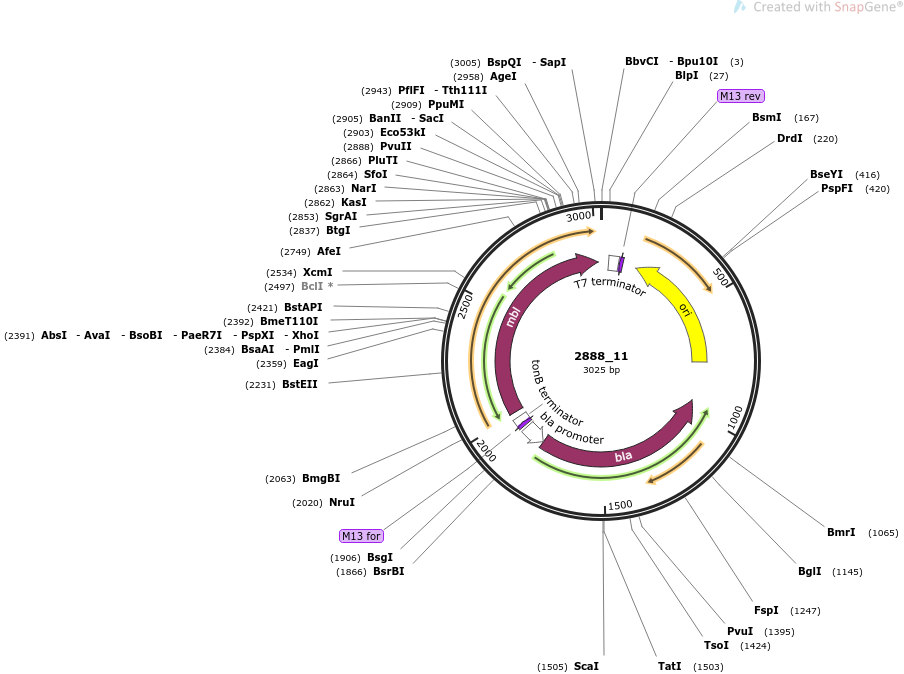 Created with SnapGene®
(3005) BspQI - SapI
(2958) AgeI
(2943) PflFI - Tth111I
(2909) PpuMI
(2905) BanII - SacI
(2903) Eco53kI
(2888) PvuII
(2866) PluTI
(2864) SfoI
(2863) NarI
(2862) KasI
(2853) SgrAI
(2837) BtgI
(2749) AfeI
(2534) XcmI
(2497) BclI *
(2421) BstAPI
(2392) BmeT110I
(2391) AbsI - AvaI - BsoBI - PaeR7I - PspXI - XhoI
(2384) BsaAI - PmlI
(2359) EagI
(2231) BstEII
(2063) BmgBI
(2020) NruI
M13 for
(1906) BsgI
(1866) BsrBI
(1505) ScaI
BbvCI - Bpu10I (3)
BlpI (27)
M13 rev
BsmI (167)
DrdI (220)
BseYI (416)
PspFI (420)
BmrI (1065)
BglI (1145)
FspI (1247)
PvuI (1395)
TsoI (1424)
TatI (1503)
3000
500
1000
1500
2000
2500
T7 terminator
ori
mbl
tonB terminator
bla promoter
bla
2888_11
3025 bp